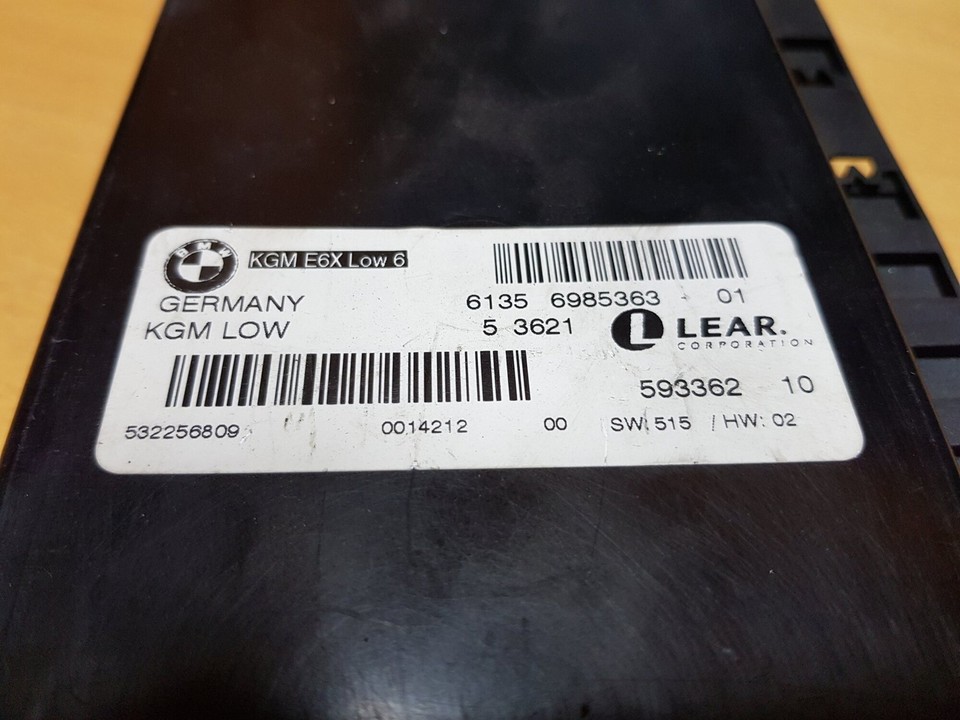 BMW KGM E6X Low 6
GERMANY 6135 6985363 - 01
KGM LOW 5 3621 LEAR.
CORPORATION
593362 10
532256809 0014212 00 SW:515 / HW: 02